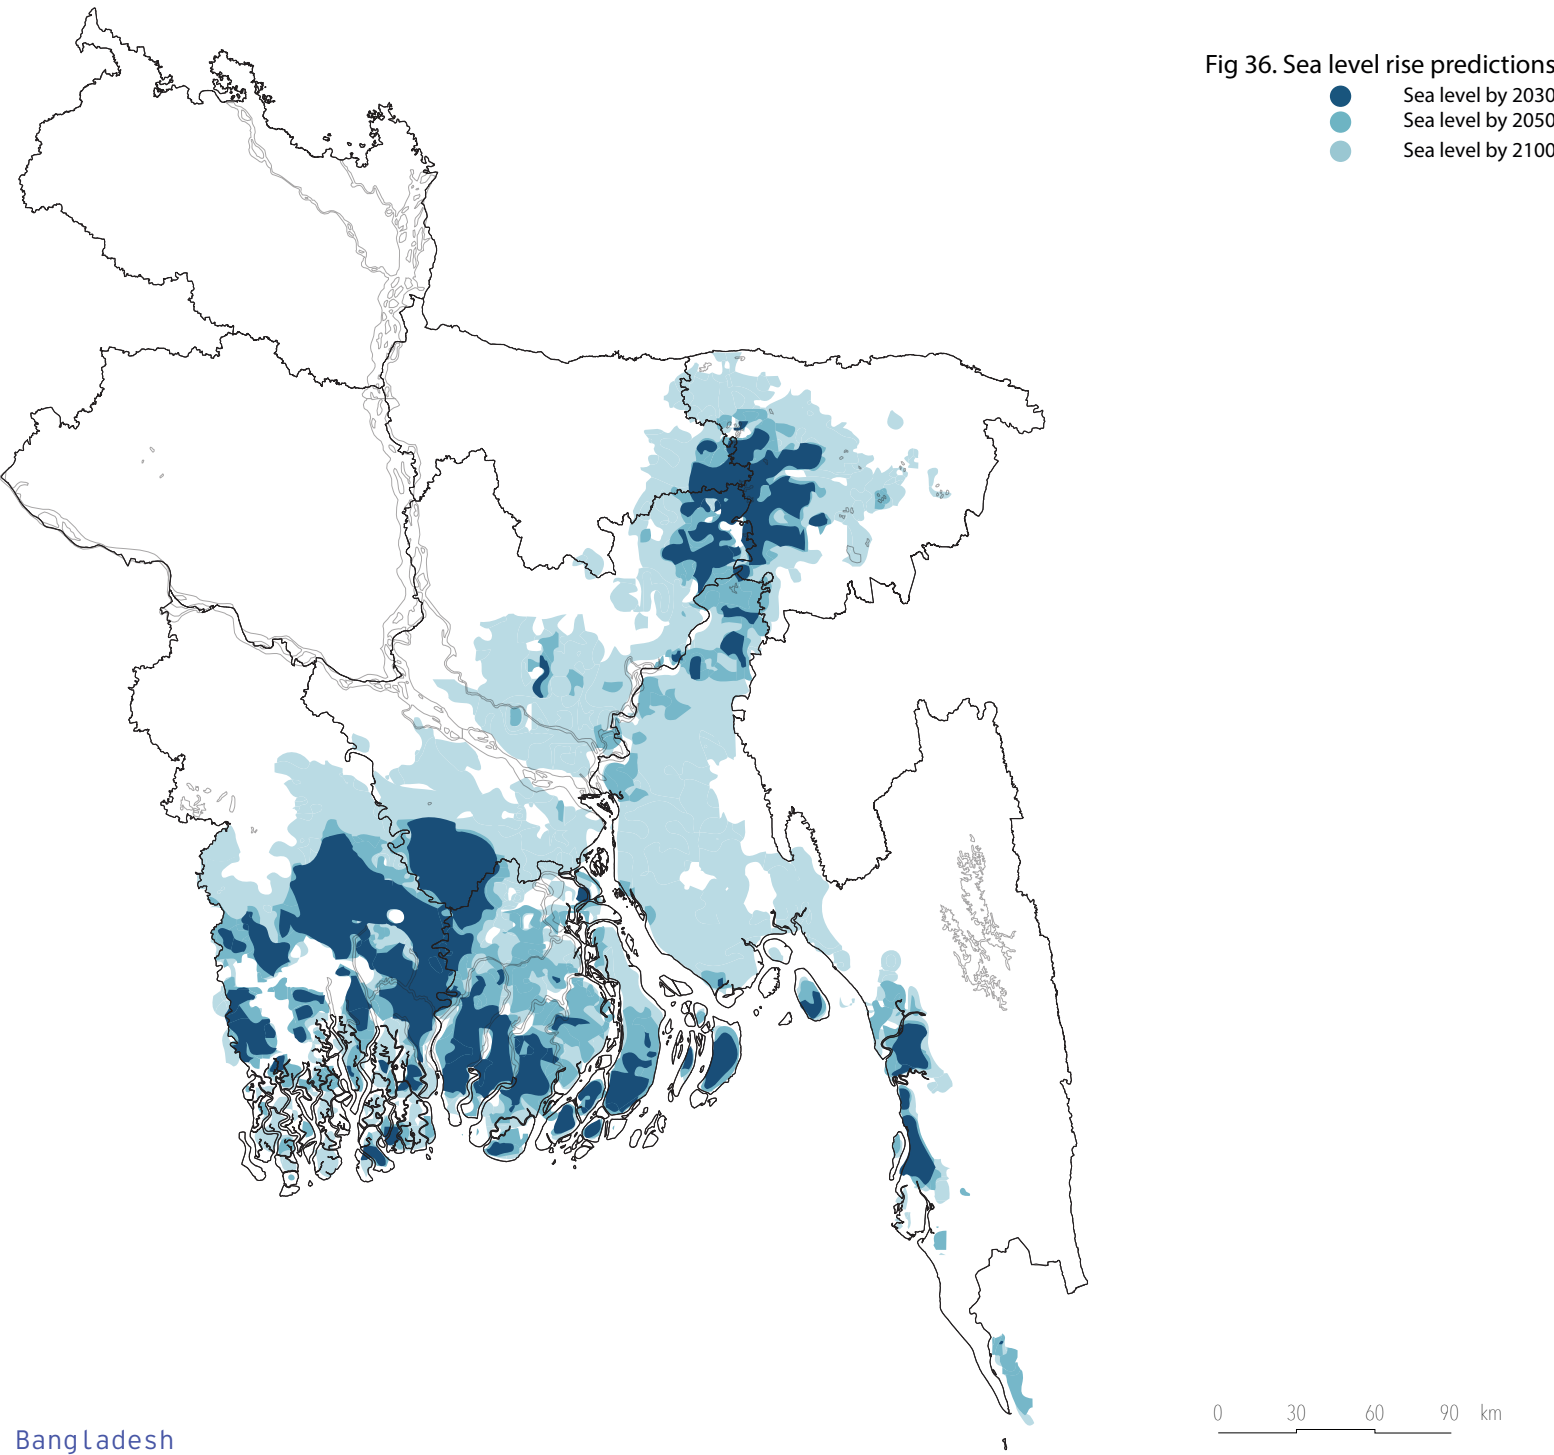 Fig 36. Sea level rise predictions
Sea level by 2030
Sea level by 2050
Sea level by 2100
0 30 60 90 km
Bangladesh